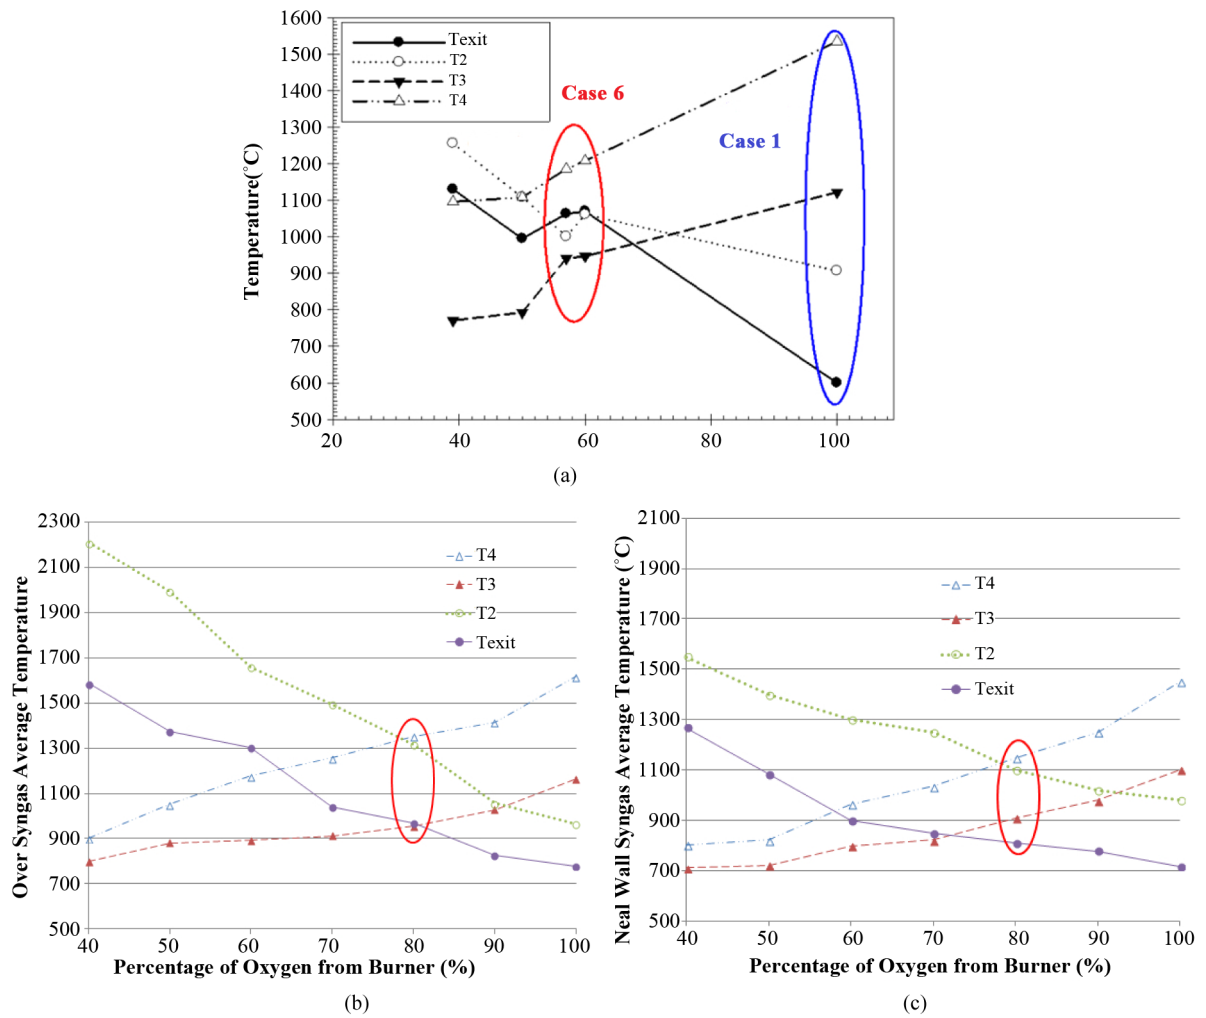 1600
1500
1400
1300
1200
1100
1000
900
800
700
600
500
Temperature(˚C)
Texit
T2
T3
T4
Case 6
Case 1
20 40 60 80 100
(a)
2300
2100
1900
1700
1500
1300
1100
900
700
500
Over Syngas Average Temperature
T4
T3
T2
Texit
40 50 60 70 80 90 100
Percentage of Oxygen from Burner (%)
(b)
2100
1900
1700
1500
1300
1100
900
700
500
Neal Wall Syngas Average Temperature (˚C)
T4
T3
T2
Texit
40 50 60 70 80 90 100
Percentage of Oxygen from Burner (%)
(c)